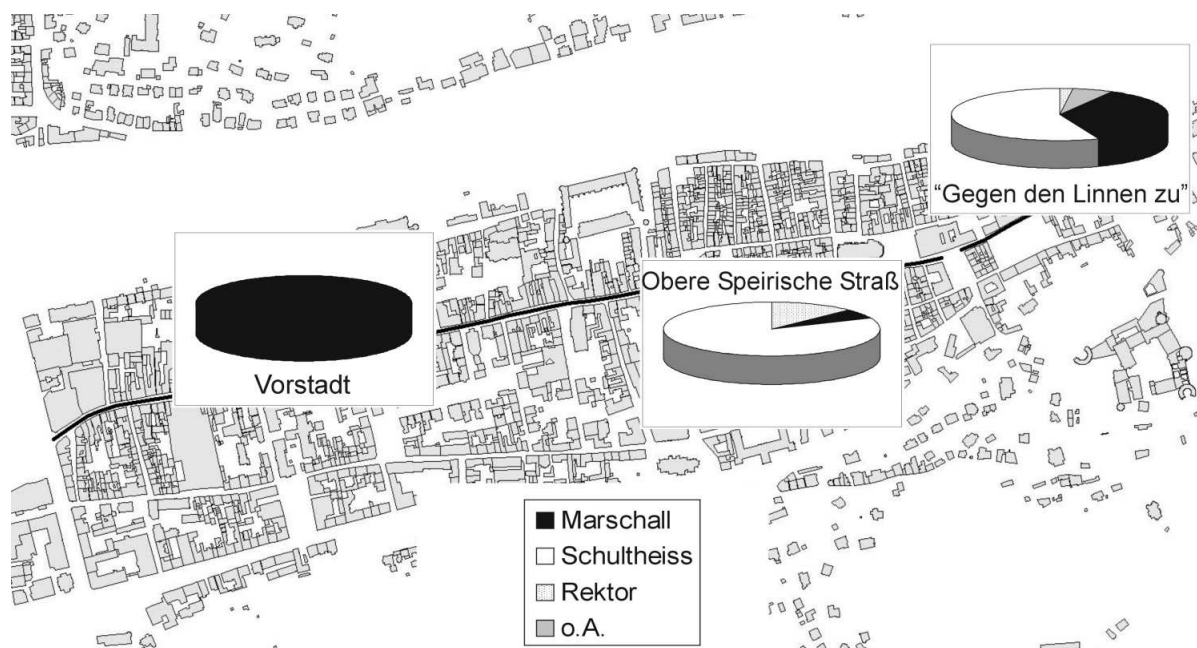 “Gegen den Linnen zu”
Obere Speirische Straß
Vorstadt
Marschall
Schultheiss
Rektor
o.A.